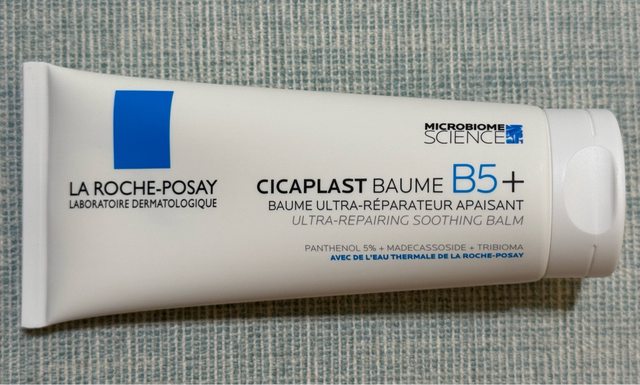 MICROBIOME
SCIENCE
LA ROCHE-POSAY
LABORATOIRE DERMATOLOGIQUE
CICAPLAST BAUME B5+
BAUME ULTRA-RÉPARATEUR APAISANT
ULTRA-REPAIRING SOOTHING BALM
PANTHENOL 5% + MADECASSOSIDE + TRIBIOMA
AVEC DE L'EAU THERMALE DE LA ROCHE-POSAY